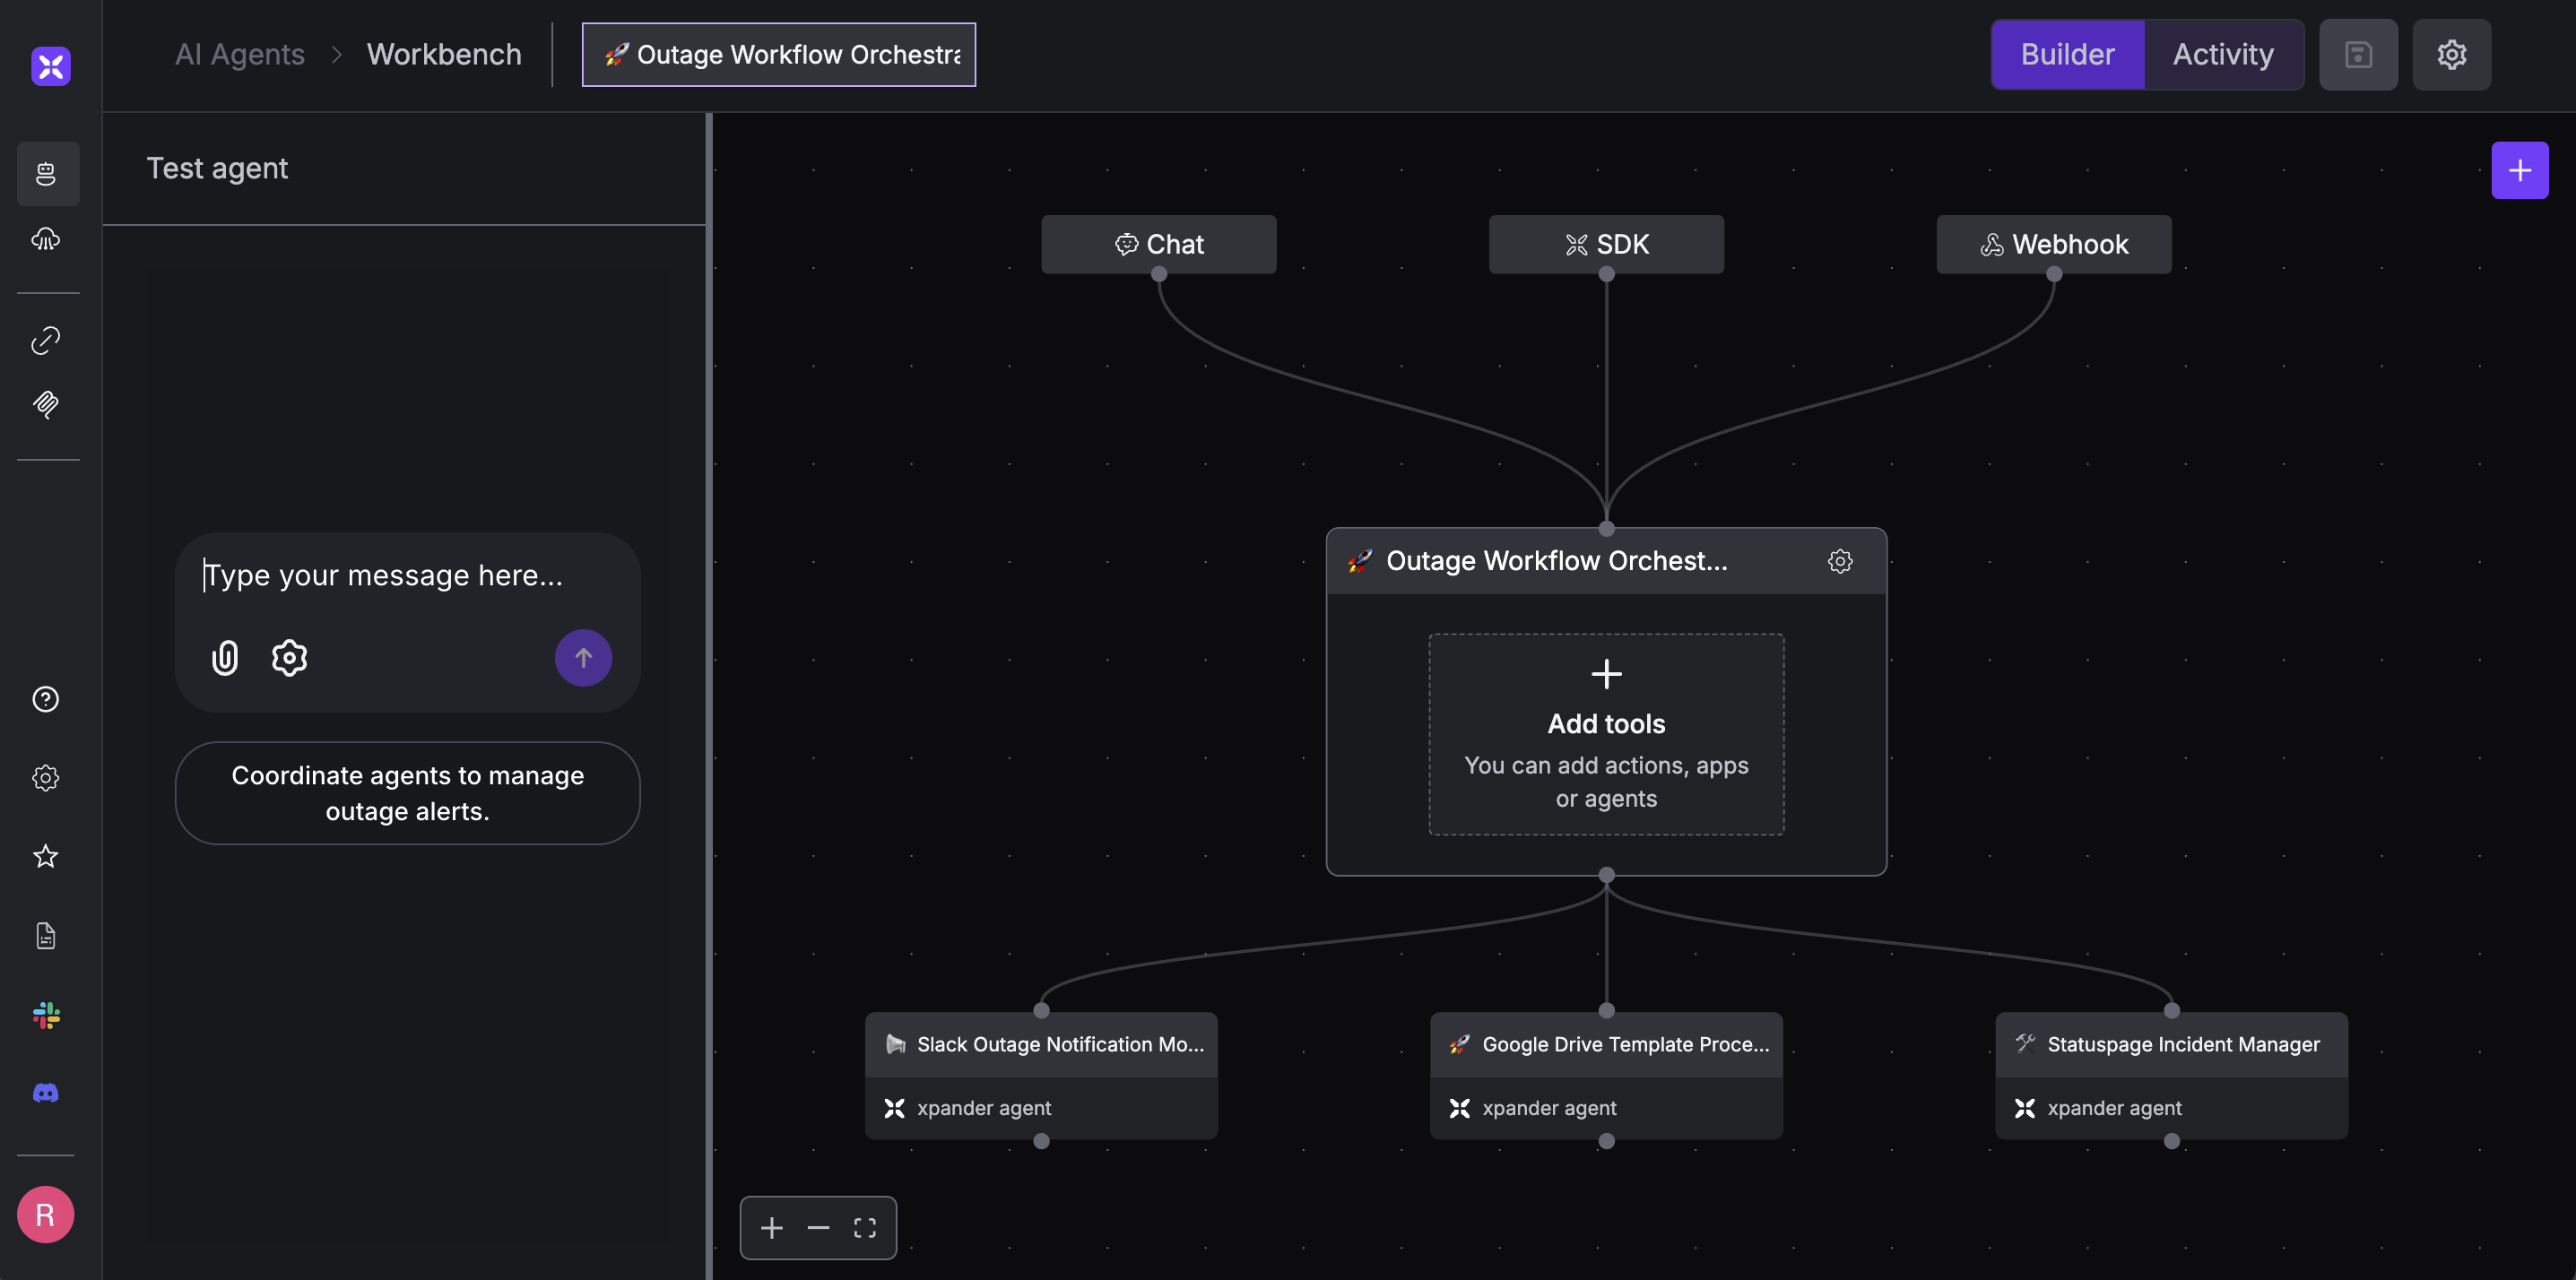 AI Agents > Workbench
🚀 Outage Workflow Orchestra
Builder
Activity
Test agent
Type your message here...
Coordinate agents to manage
outage alerts.
Chat
SDK
Webhook
🚀 Outage Workflow Orchest...
Add tools
You can add actions, apps
or agents
Slack Outage Notification Mo...
xpander agent
🚀 Google Drive Template Proce...
xpander agent
Statuspage Incident Manager
xpander agent
R